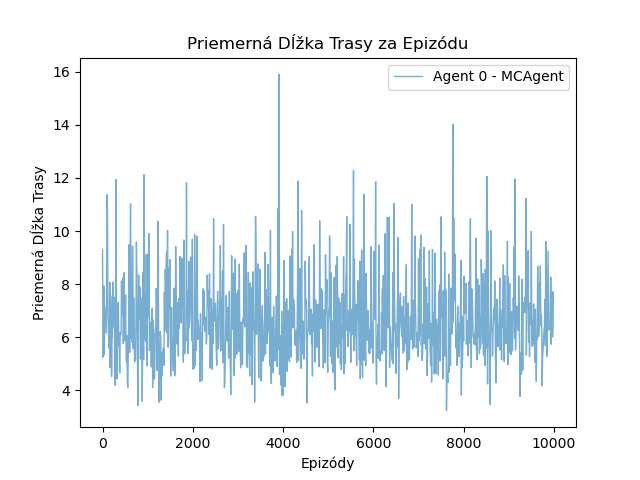 Priemerná Dĺžka Trasy za Epizódu
Agent 0 - MCAgent
Priemerná Dĺžka Trasy
16
14
12
10
8
6
4
0 2000 4000 6000 8000 10000
Epizódy